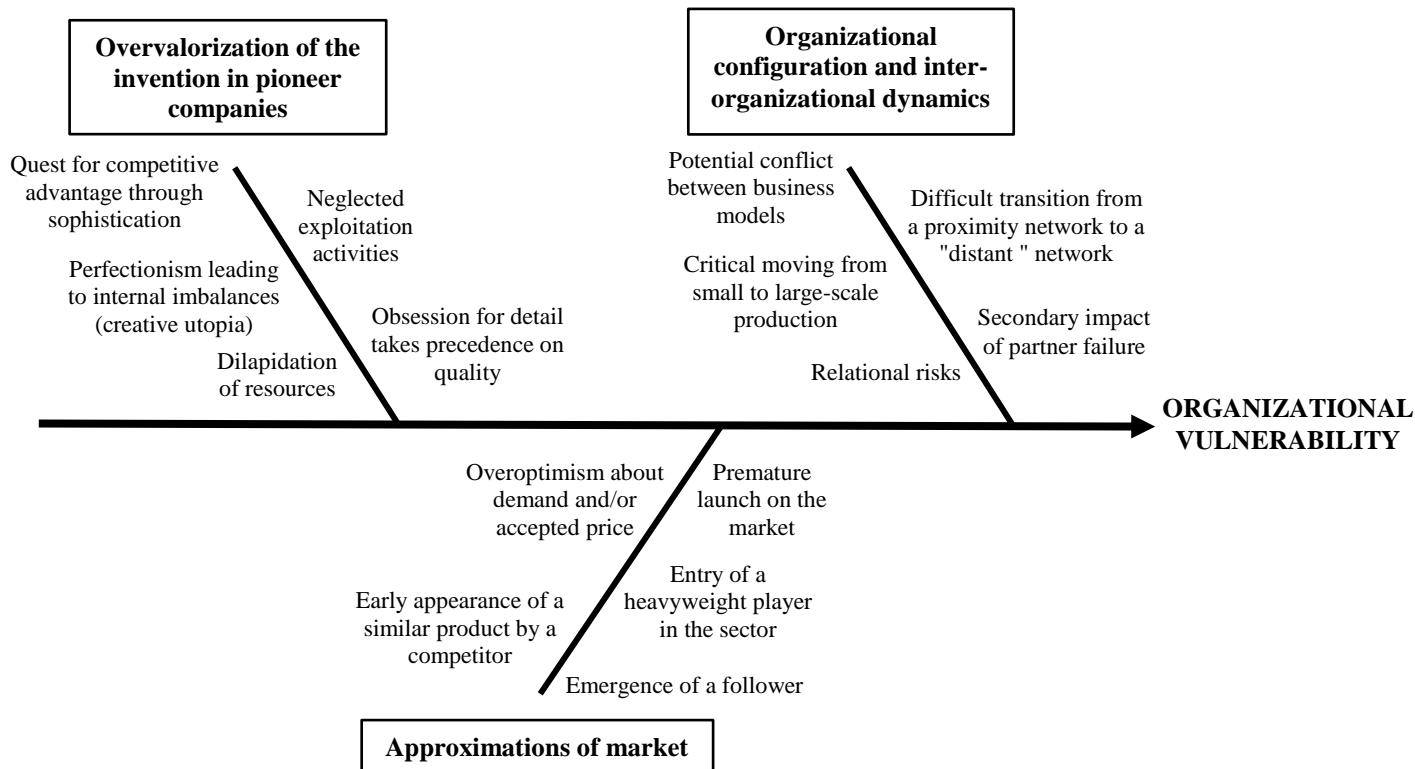 Overvalorization of the
invention in pioneer
companies
Organizational
configuration and inter-
organizational dynamics
Quest for competitive
advantage through
sophistication
Neglected
exploitation
activities
Perfectionism leading
to internal imbalances
(creative utopia)
Obsession for detail
takes precedence on
quality
Dilapidation
of resources
Potential conflict
between business
models
Difficult transition from
a proximity network to a
"distant " network
Critical moving from
small to large-scale
production
Secondary impact
of partner failure
Relational risks
ORGANIZATIONAL
VULNERABILITY
Overoptimism about
demand and/or
accepted price
Premature
launch on the
market
Entry of a
heavyweight player
in the sector
Early appearance of a
similar product by a
competitor
Emergence of a follower
Approximations of market